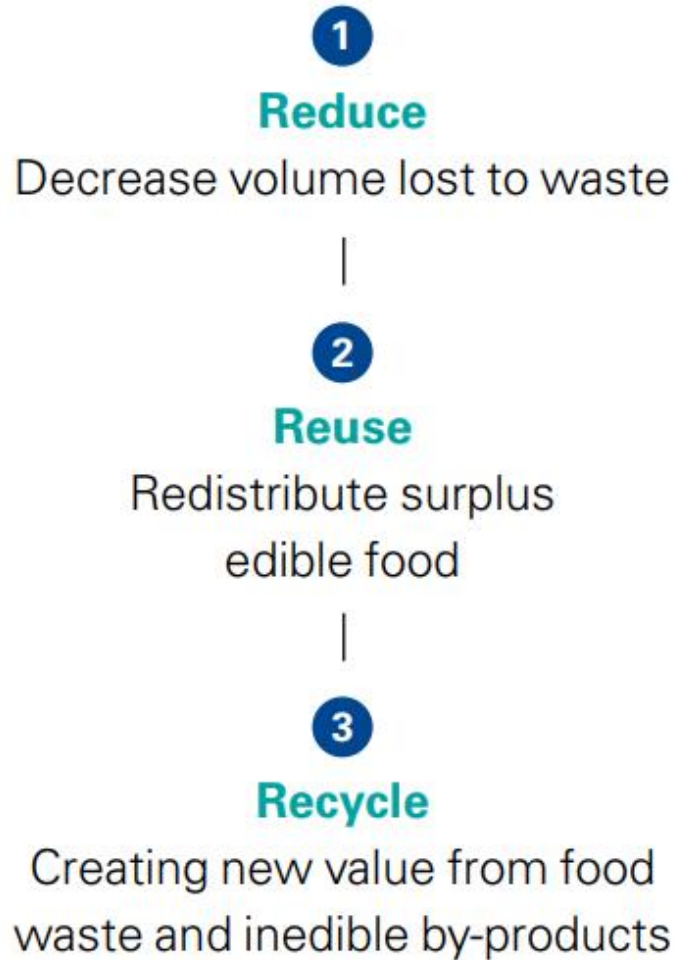 1
Reduce
Decrease volume lost to waste
2
Reuse
Redistribute surplus
edible food
3
Recycle
Creating new value from food
waste and inedible by-products